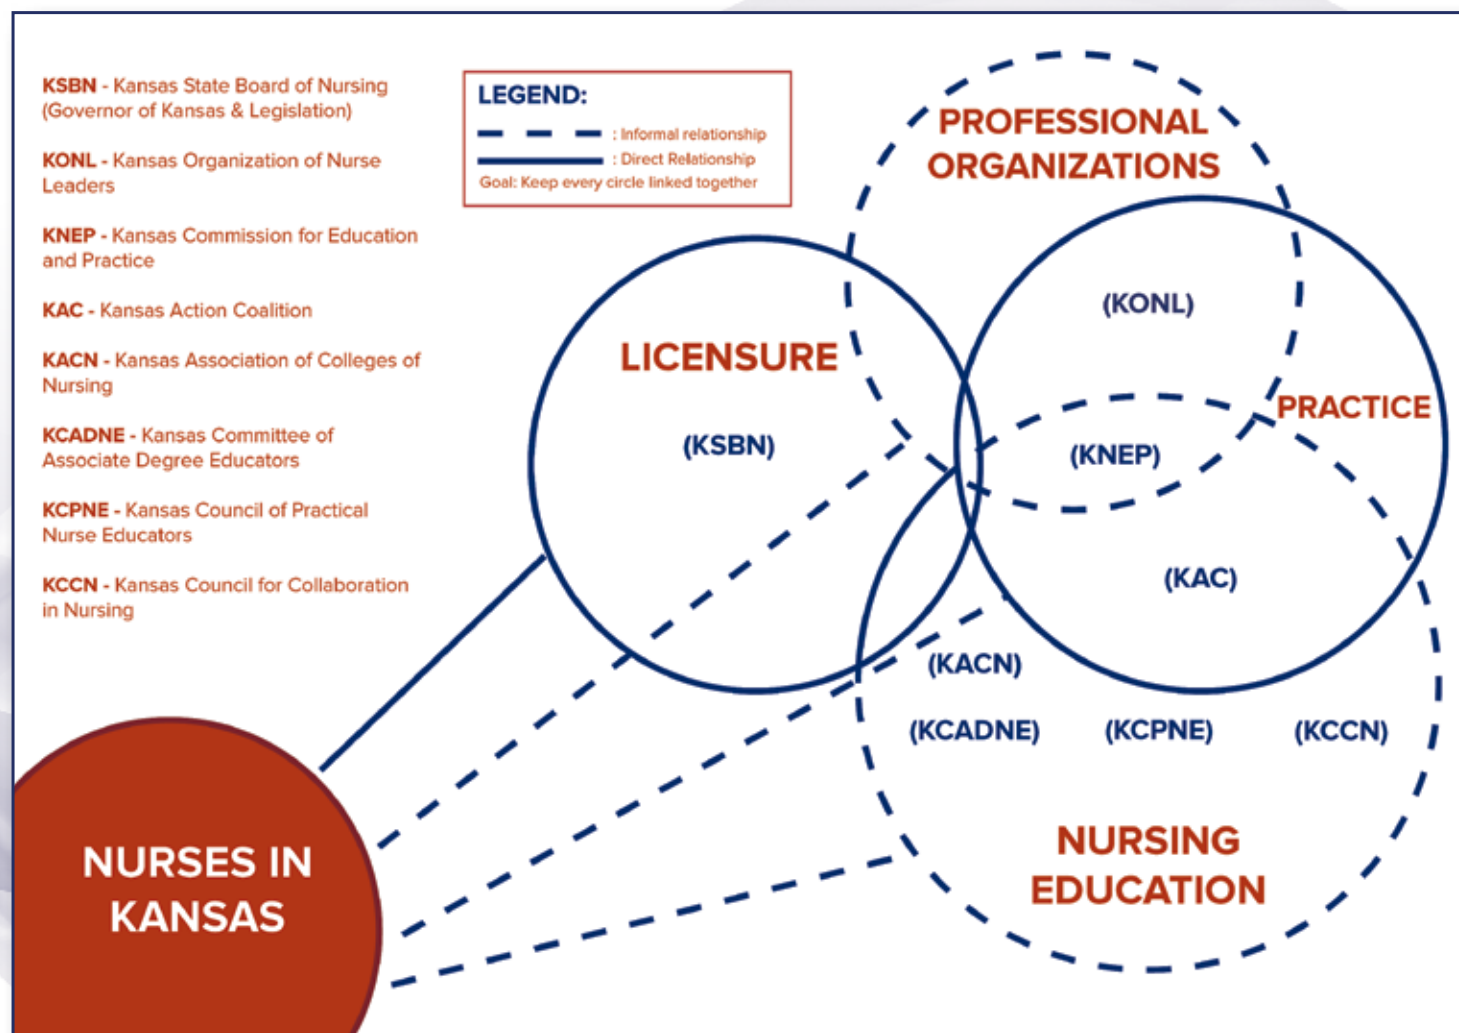 KSBN - Kansas State Board of Nursing
(Governor of Kansas & Legislation)
KONL - Kansas Organization of Nurse
Leaders
KNEP - Kansas Commission for Education
and Practice
KAC - Kansas Action Coalition
KACN - Kansas Association of Colleges of
Nursing
KCADNE - Kansas Committee of
Associate Degree Educators
KCPNE - Kansas Council of Practical
Nurse Educators
KCCN - Kansas Council for Collaboration
in Nursing
LEGEND:
: Informal relationship
: Direct Relationship
Goal: Keep every circle linked together
PROFESSIONAL
ORGANIZATIONS
(KONL)
LICENSURE
(KSBN)
PRACTICE
(KNEP)
(KAC)
(KACN)
(KCADNE)
(KCPNE)
(KCCN)
NURSING
EDUCATION
NURSES IN
KANSAS